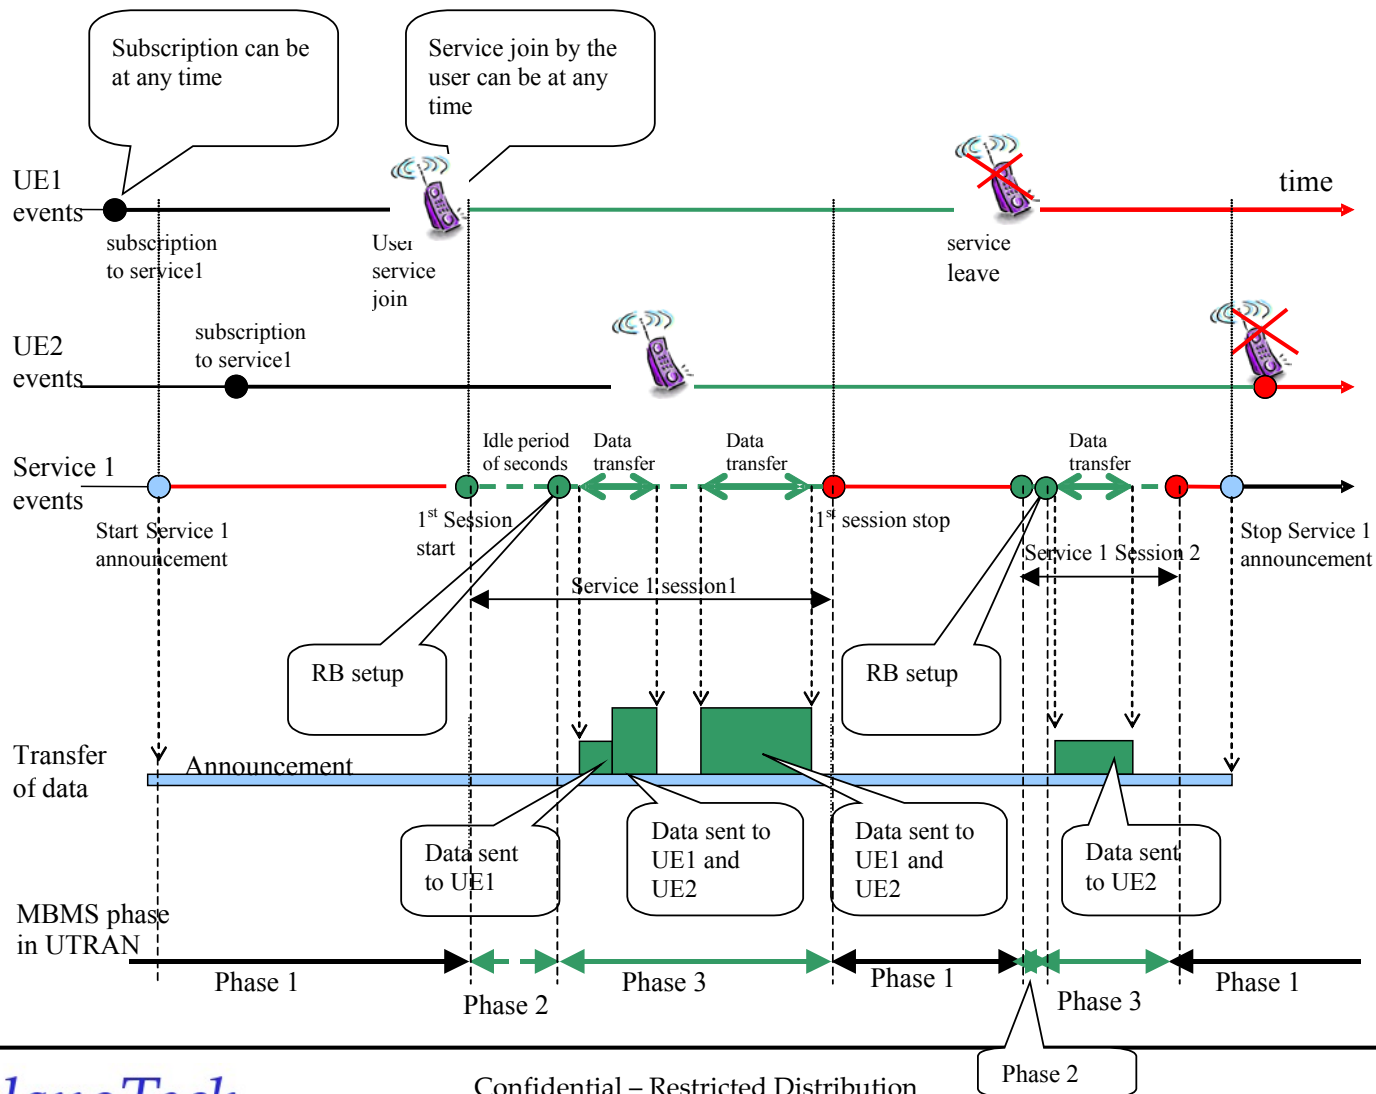 Subscription can be
at any time
Service join by the
user can be at any
time
UE1
events
time
subscription
to service1
User
service
join
service
leave
UE2
events
subscription
to service1
Service 1
events
Idle period
of seconds
Data
transfer
Data
transfer
Data
transfer
Start Service 1
announcement
1st Session
start
1st session stop
Service 1 Session 2
Stop Service 1
announcement
Service 1 session1
RB setup
RB setup
Transfer
of data
Announcement
Data sent
to UE1
Data sent to
UE1 and
UE2
Data sent to
UE1 and
UE2
Data sent
to UE2
MBMS phase
in UTRAN
Phase 1
Phase 2
Phase 3
Phase 1
Phase 3
Phase 1
Phase 2
Confidential – Restricted Distribution